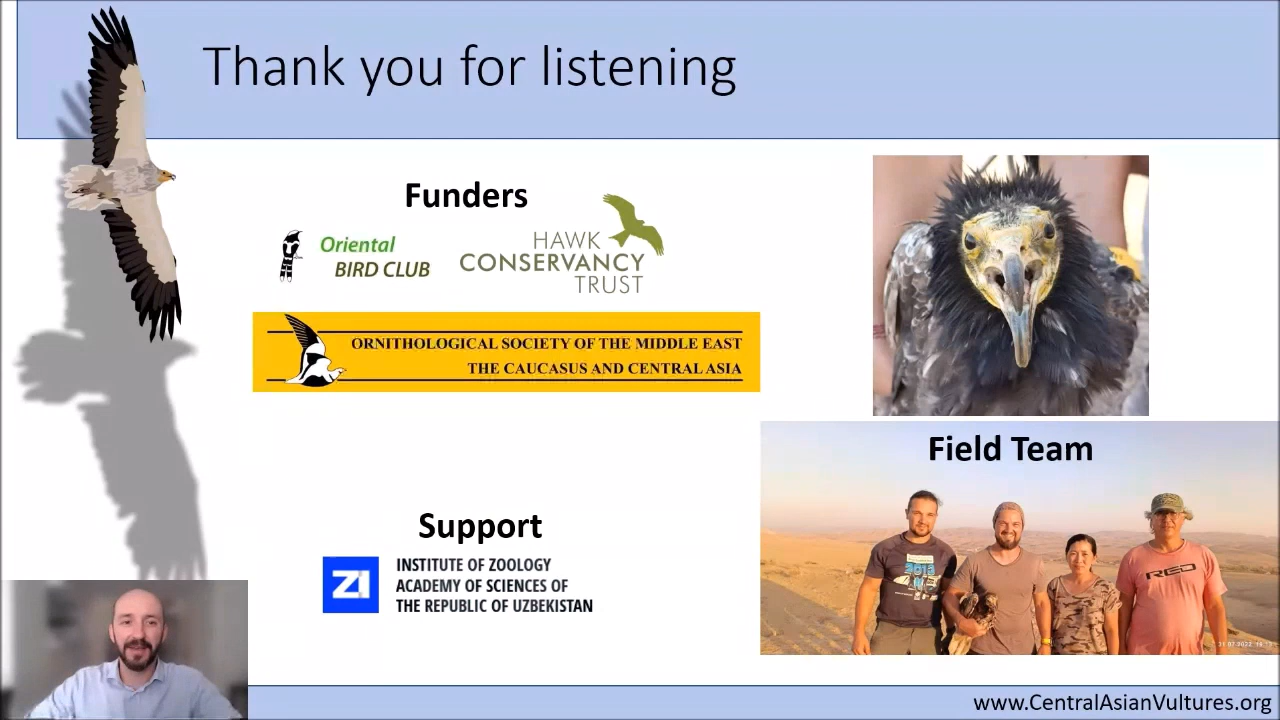 Thank you for listening
Funders
Oriental
BIRD CLUB
HAWK
CONSERVANCY
TRUST
ORNITHOLOGICAL SOCIETY OF THE MIDDLE EAST
THE CAUCASUS AND CENTRAL ASIA
Support
ZI
INSTITUTE OF ZOOLOGY
ACADEMY OF SCIENCES OF
THE REPUBLIC OF UZBEKISTAN
Field Team
2013
RED
www.CentralAsianVultures.org